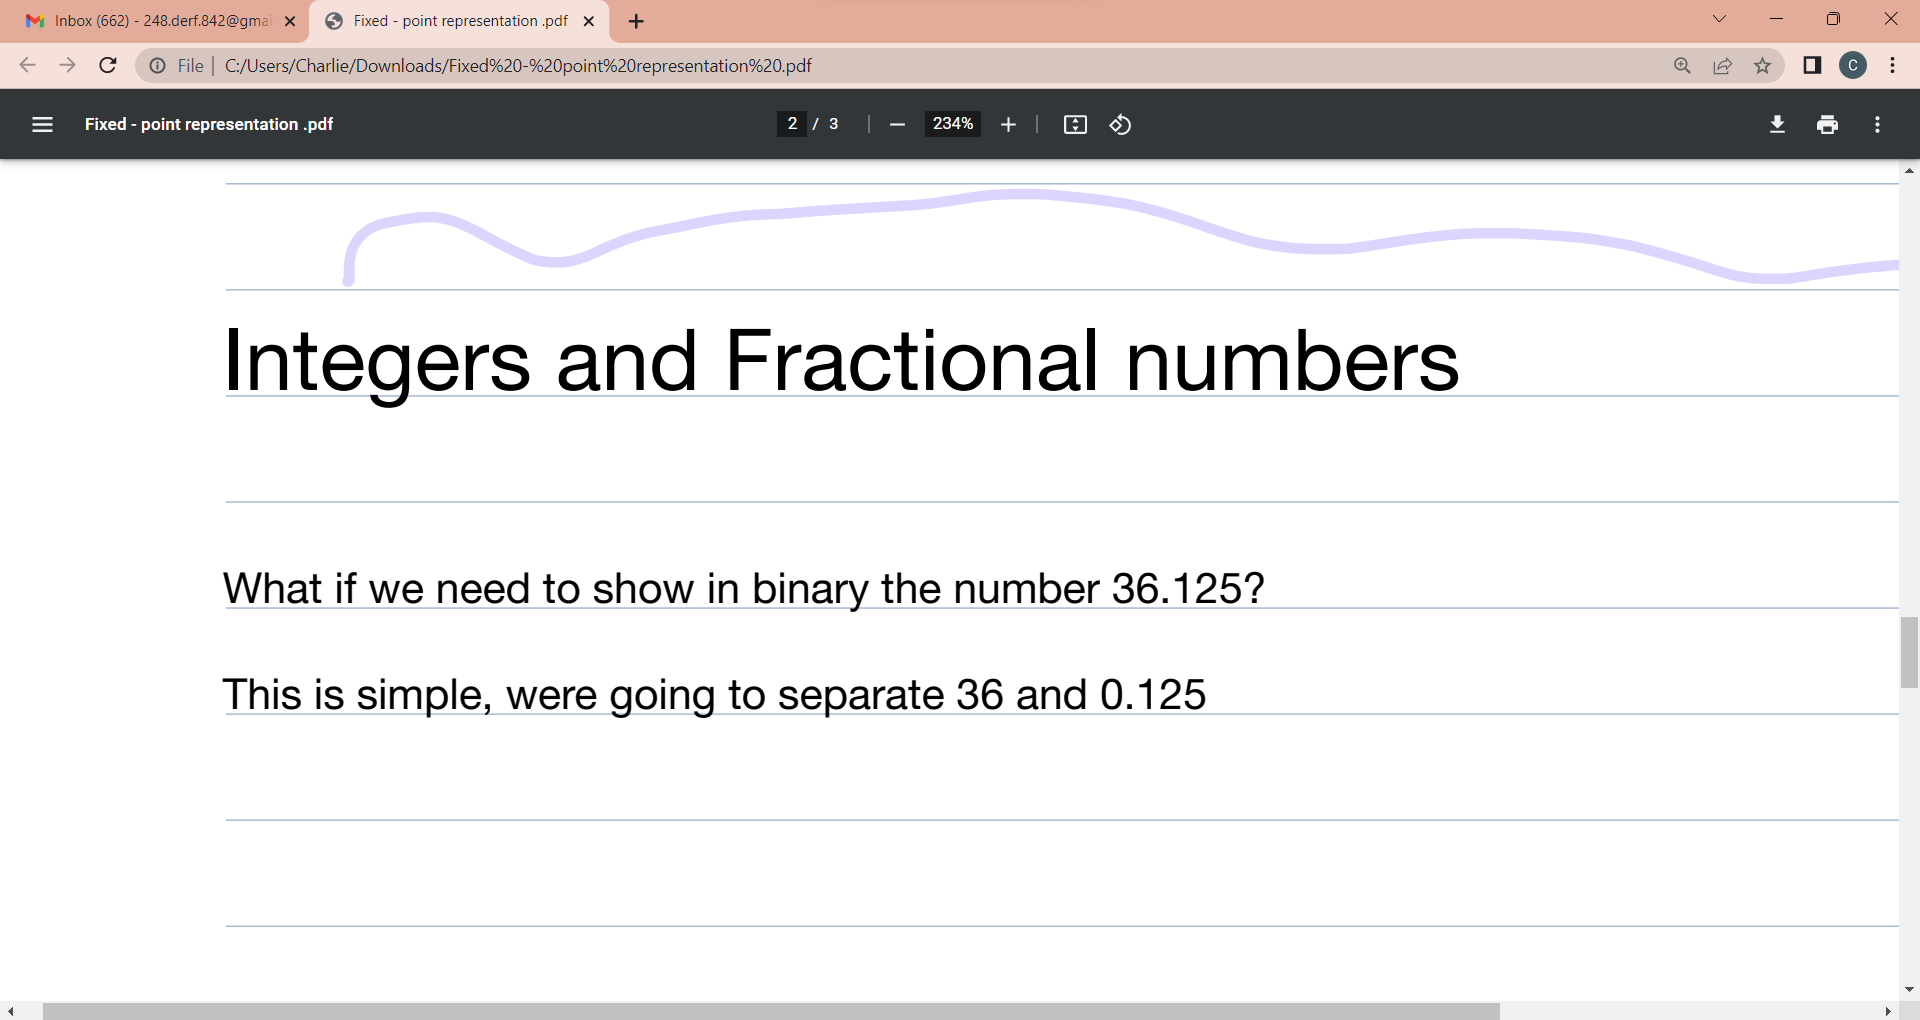 Inbox (662) - 248.derf.842@gmai
Fixed - point representation .pdf
File | C:/Users/Charlie/Downloads/Fixed%20-%20point%20representation%20.pdf
C
Fixed - point representation .pdf
2 / 3
234%
Integers and Fractional numbers
What if we need to show in binary the number 36.125?
This is simple, were going to separate 36 and 0.125